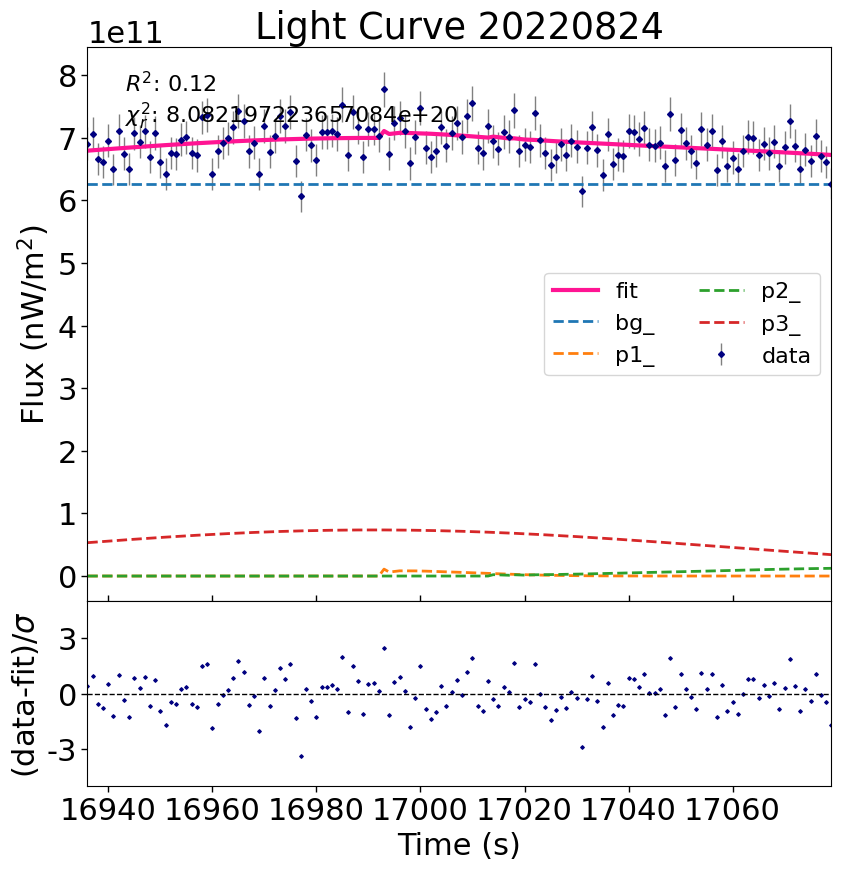 Light Curve 20220824
1e11
R²: 0.12
χ²ᵣ: 8.082197223657084e+20
8
7
6
5
4
3
2
1
0
Flux (nW/m²)
fit
bg_
p1_
p2_
p3_
data
3
0
-3
(data-fit)/σ
16940 16960 16980 17000 17020 17040 17060
Time (s)